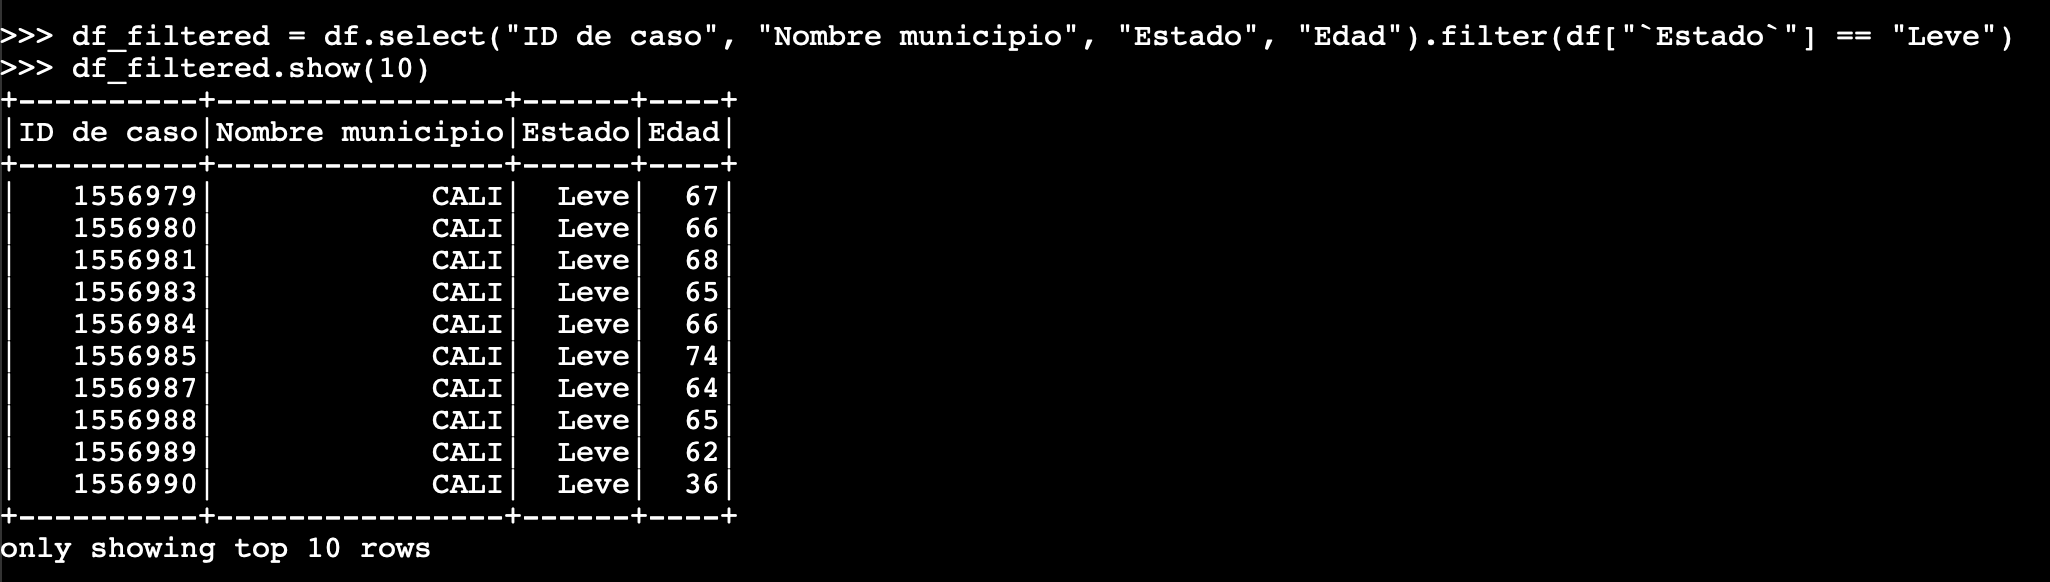 >>> df_filtered = df.select("ID de caso", "Nombre municipio", "Estado", "Edad").filter(df["`Estado`"] == "Leve")
>>> df_filtered.show(10)
+----------+----------------+------+----+
|ID de caso|Nombre municipio|Estado|Edad|
+----------+----------------+------+----+
|   1556979|            CALI|  Leve|  67|
|   1556980|            CALI|  Leve|  66|
|   1556981|            CALI|  Leve|  68|
|   1556983|            CALI|  Leve|  65|
|   1556984|            CALI|  Leve|  66|
|   1556985|            CALI|  Leve|  74|
|   1556987|            CALI|  Leve|  64|
|   1556988|            CALI|  Leve|  65|
|   1556989|            CALI|  Leve|  62|
|   1556990|            CALI|  Leve|  36|
+----------+----------------+------+----+
only showing top 10 rows